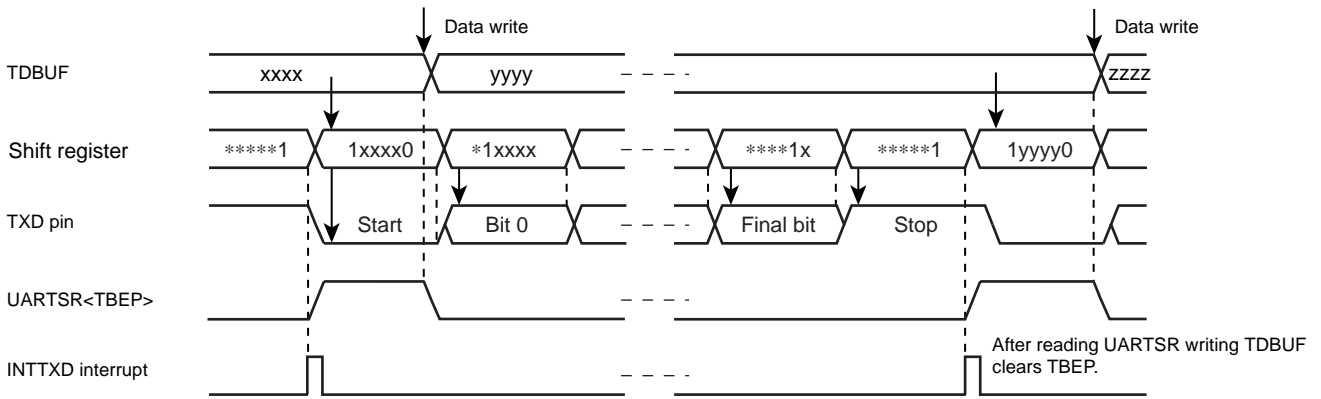 Data write Data write
TDBUF xxxx yyyy zzzz
Shift register *****1 1xxxx0 *1xxxx ****1x *****1 1yyyy0
TXD pin Start Bit 0 Final bit Stop
UARTSR<TBEP>
After reading UARTSR writing TDBUF
clears TBEP.
INTTXD interrupt